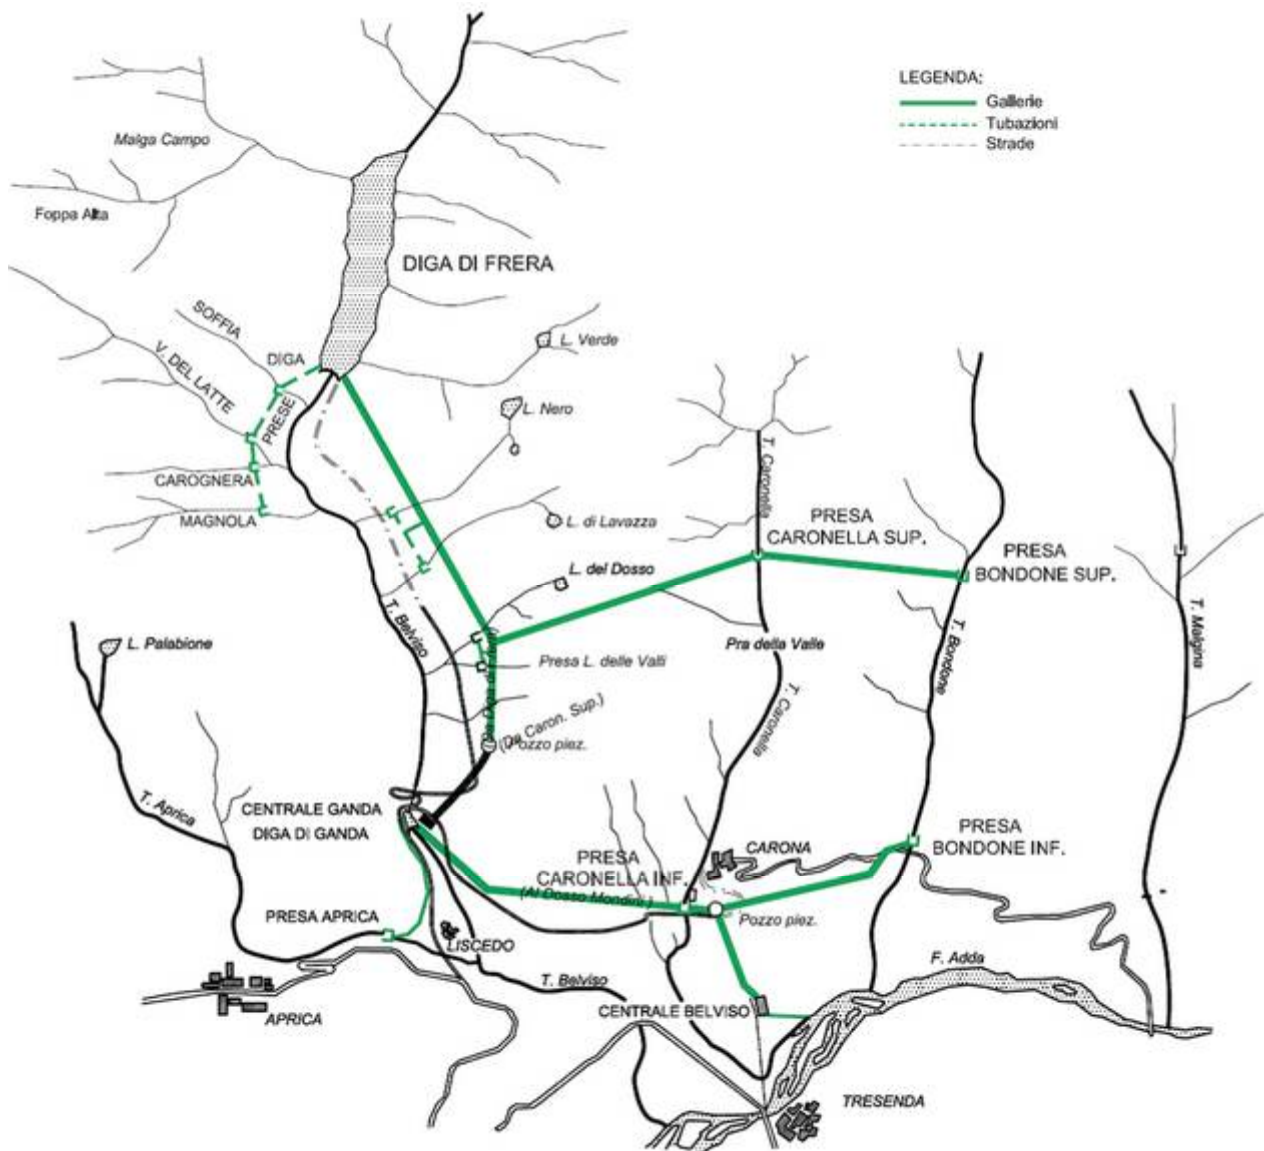 LEGENDA:
Gallerie
Tubazioni
Strade
Malga Campo
Foppa Alta
DIGA DI FRERA
SOFFIA
L. Verde
V. DEL LATTE
DIGA
PRESE
L. Nero
CAROGNERA
MAGNOLA
T. Caronella
L. di Lavazza
PRESA
CARONELLA SUP.
PRESA
BONDONE SUP.
L. del Dosso
T. Belviso
L. Palabione
Presa L. delle Valli
Pra della Valle
T. Bondone
T. Malgina
(Da Caron. Sup.)
Pozzo piez.
T. Caronella
T. Aprica
CENTRALE GANDA
DIGA DI GANDA
PRESA
CARONELLA INF.
(Al Dosso Mondini)
CARONA
PRESA
BONDONE INF.
PRESA APRICA
LISCEDO
Pozzo piez.
T. Belviso
F. Adda
APRICA
CENTRALE BELVISO
TRESENDA